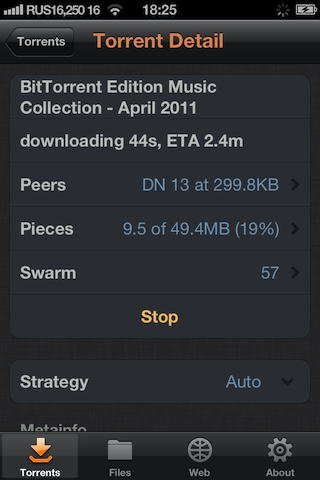 RUS16,250 16 18:25
Torrents Torrent Detail
BitTorrent Edition Music
Collection - April 2011
downloading 44s, ETA 2.4m
Peers DN 13 at 299.8KB
Pieces 9.5 of 49.4MB (19%)
Swarm 57
Stop
Strategy Auto
Metainfo
Torrents Files Web About